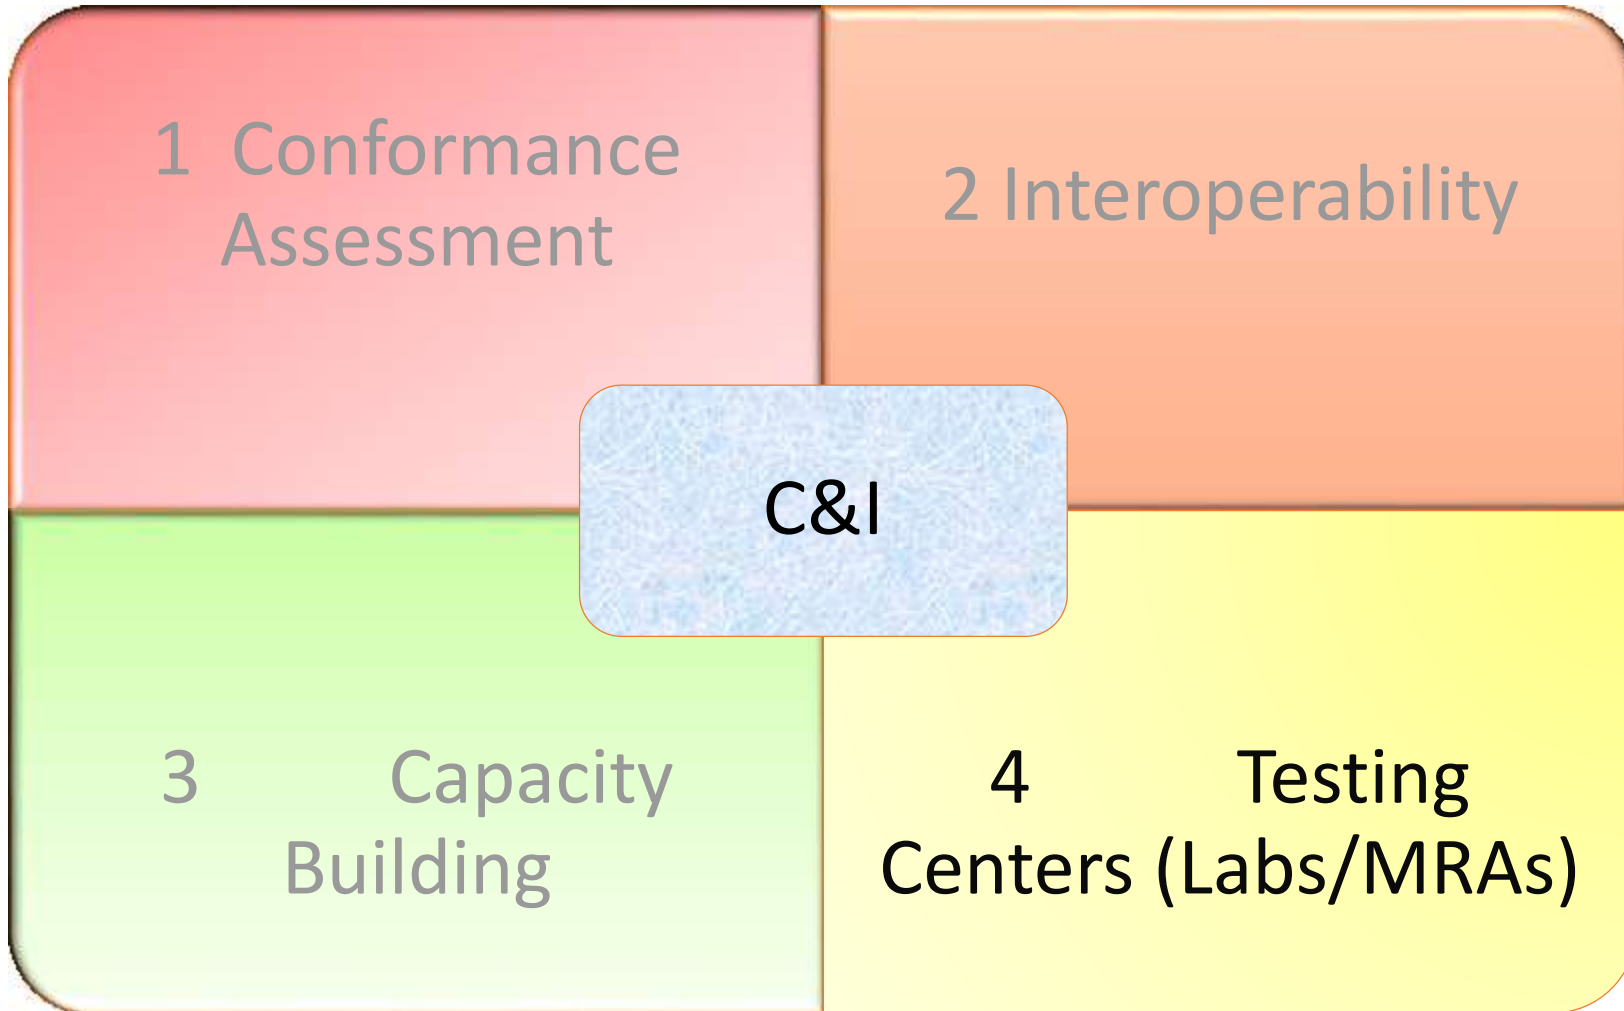 1 Conformance
Assessment
2 Interoperability
C&I
3 Capacity
Building
4 Testing
Centers (Labs/MRAs)